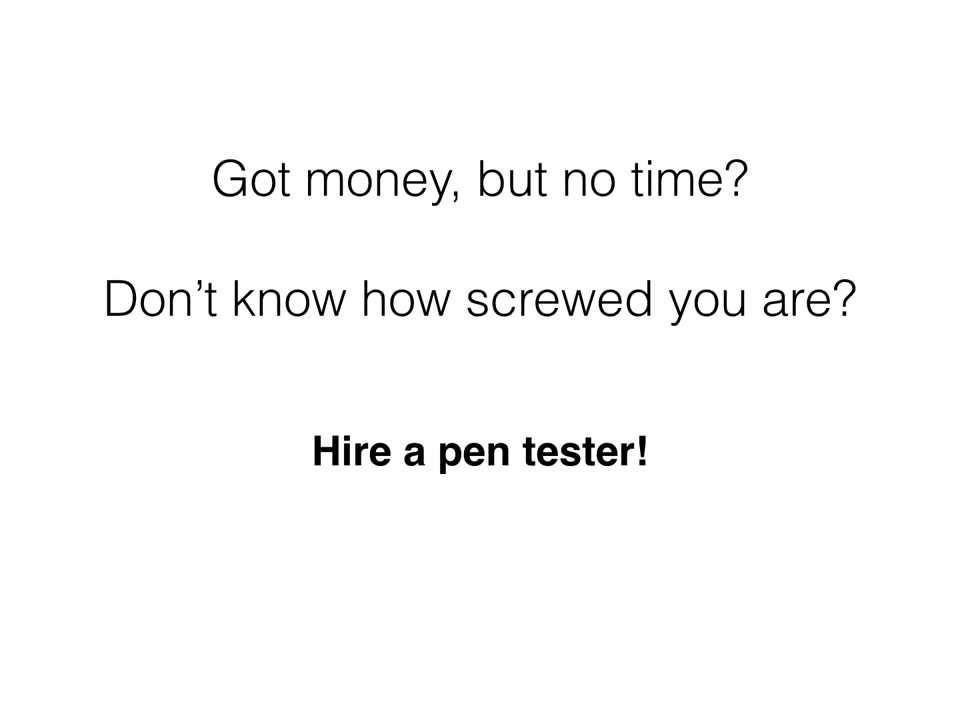 Got money, but no time?
Don’t know how screwed you are?
Hire a pen tester!